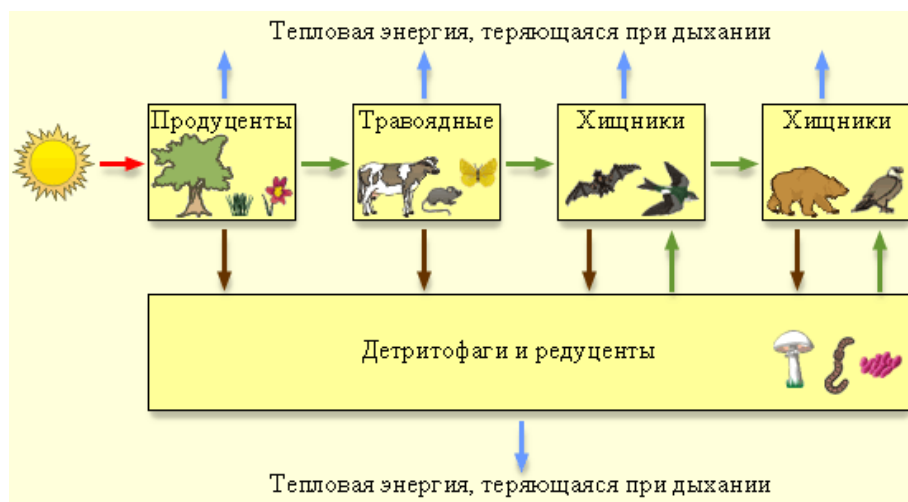 Тепловая энергия, теряющаяся при дыхании
Продуценты
Травоядные
Хищники
Хищники
Детритофаги и редуценты
Тепловая энергия, теряющаяся при дыхании